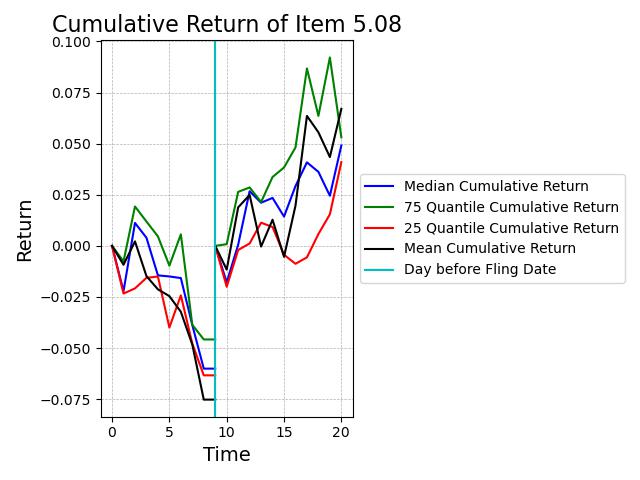 Cumulative Return of Item 5.08
0.100
0.075
0.050
0.025
0.000
−0.025
−0.050
−0.075
Return
0 5 10 15 20
Time
Median Cumulative Return
75 Quantile Cumulative Return
25 Quantile Cumulative Return
Mean Cumulative Return
Day before Fling Date